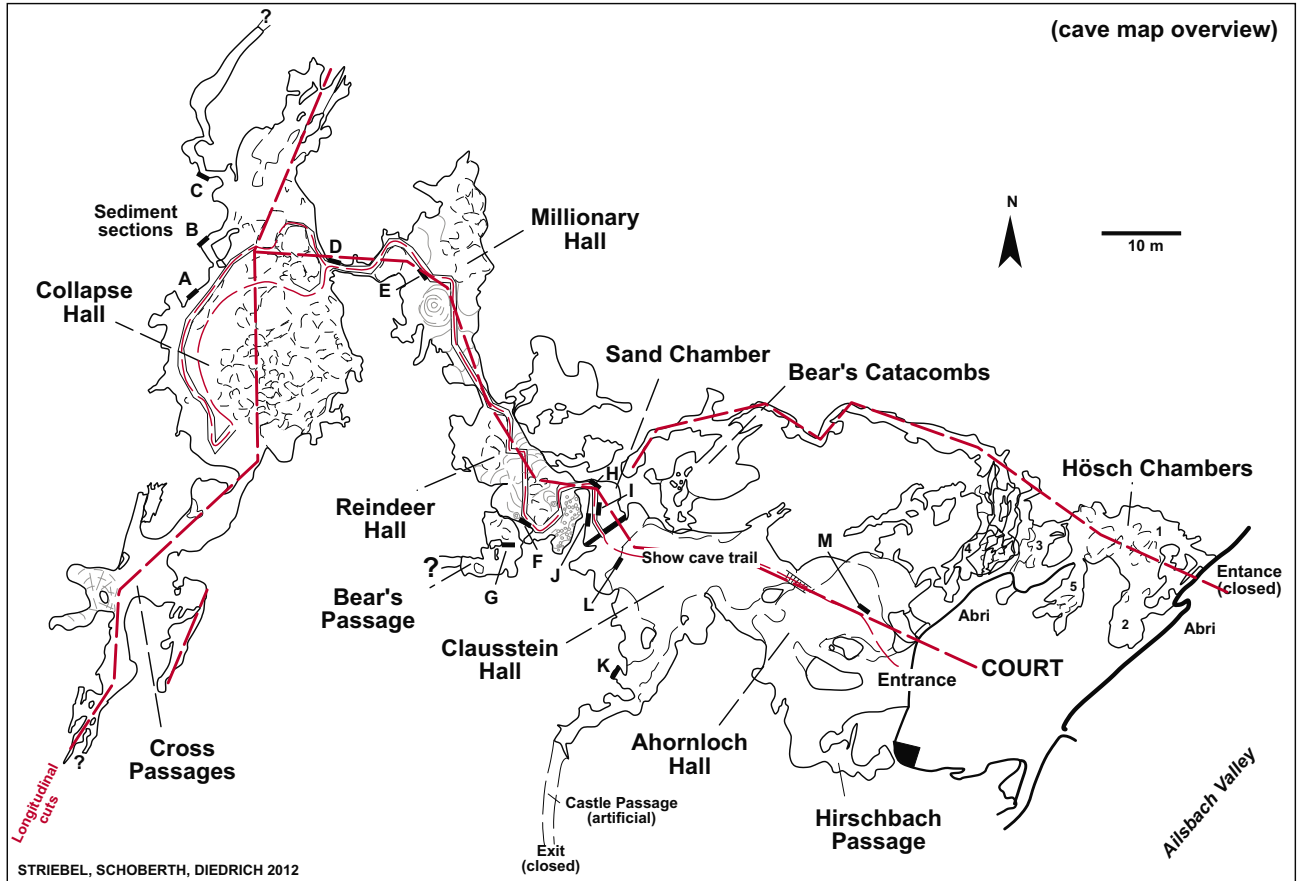 ?
(cave map overview)
C
Sediment
sections
B
A
D
E
Millionary
Hall
N
10 m
Collapse
Hall
Sand Chamber
Bear's Catacombs
Hösch Chambers
H
I
Reindeer
Hall
F
J
G
?
Bear's
Passage
L
Show cave trail
M
4
3
1
5
2
Entance
(closed)
Abri
Abri
Clausstein
Hall
K
Entrance
COURT
Cross
Passages
?
Longitudinal
cuts
Ahornloch
Hall
Castle Passage
(artificial)
Hirschbach
Passage
Exit
(closed)
Ailsbach Valley
STRIEBEL, SCHOBERTH, DIEDRICH 2012